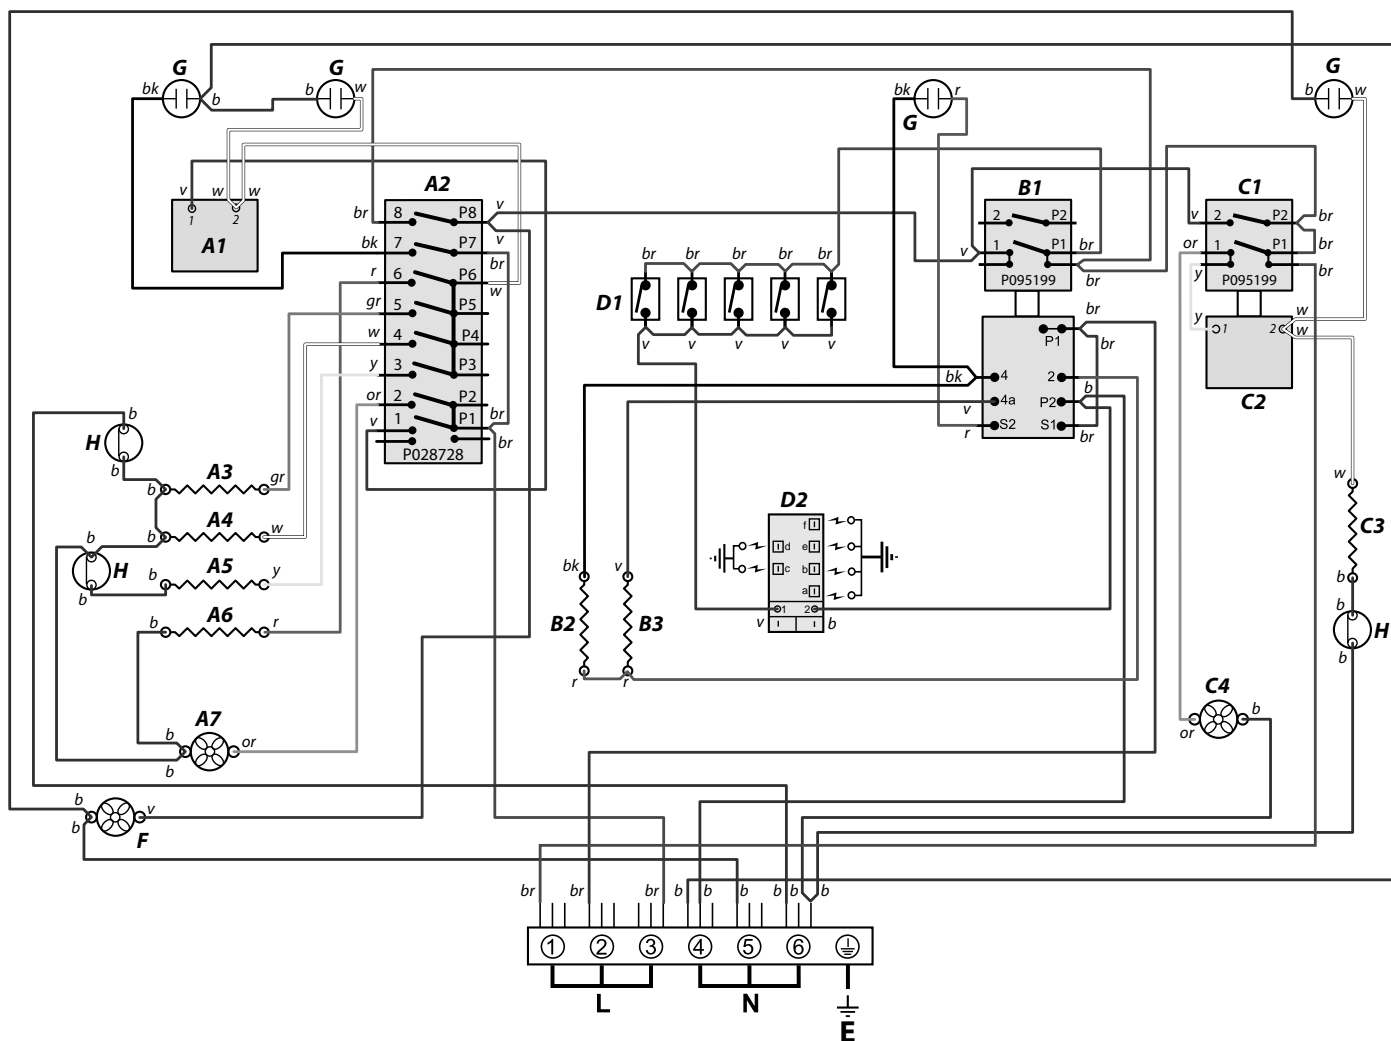 G G G G
bk b b w bk r b w
A2 B1 C1
v w w
1 2
A1
br 8 P8 v
v
bk 7 P7 br
r 6 P6 w
gr 5 P5
w 4 P4
y 3 P3
or 2 P2 br
v 1 P1 br
P028728
2 P2
v 1 P1 br
br
P095199
v 2 P2 br
or 1 P1 br
y br
P095199
y 1 2 w
w
C2
br br br br br
D1
v v v v v
P1 br
br
bk 4 2 b
v 4a P2
r S2 S1 br
b
H
b
b A3 gr
b A4 w
b
H
b
b A5 y
b A6 r
D2
f
d e
c b
a
1 2
v b
bk v
B2 B3
r r
w
C3
b
H
b
C4
or b
A7
b or
b
b v
b
F
br br br b b b b b b
1 2 3 4 5 6
L N E